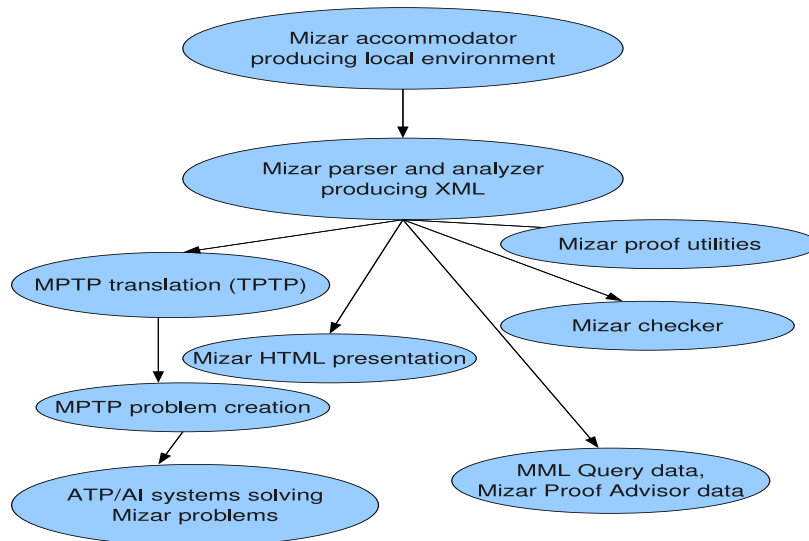 Mizar accommodator
producing local environment
Mizar parser and analyzer
producing XML
Mizar proof utilities
MPTP translation (TPTP)
Mizar checker
Mizar HTML presentation
MPTP problem creation
MML Query data,
Mizar Proof Advisor data
ATP/AI systems solving
Mizar problems